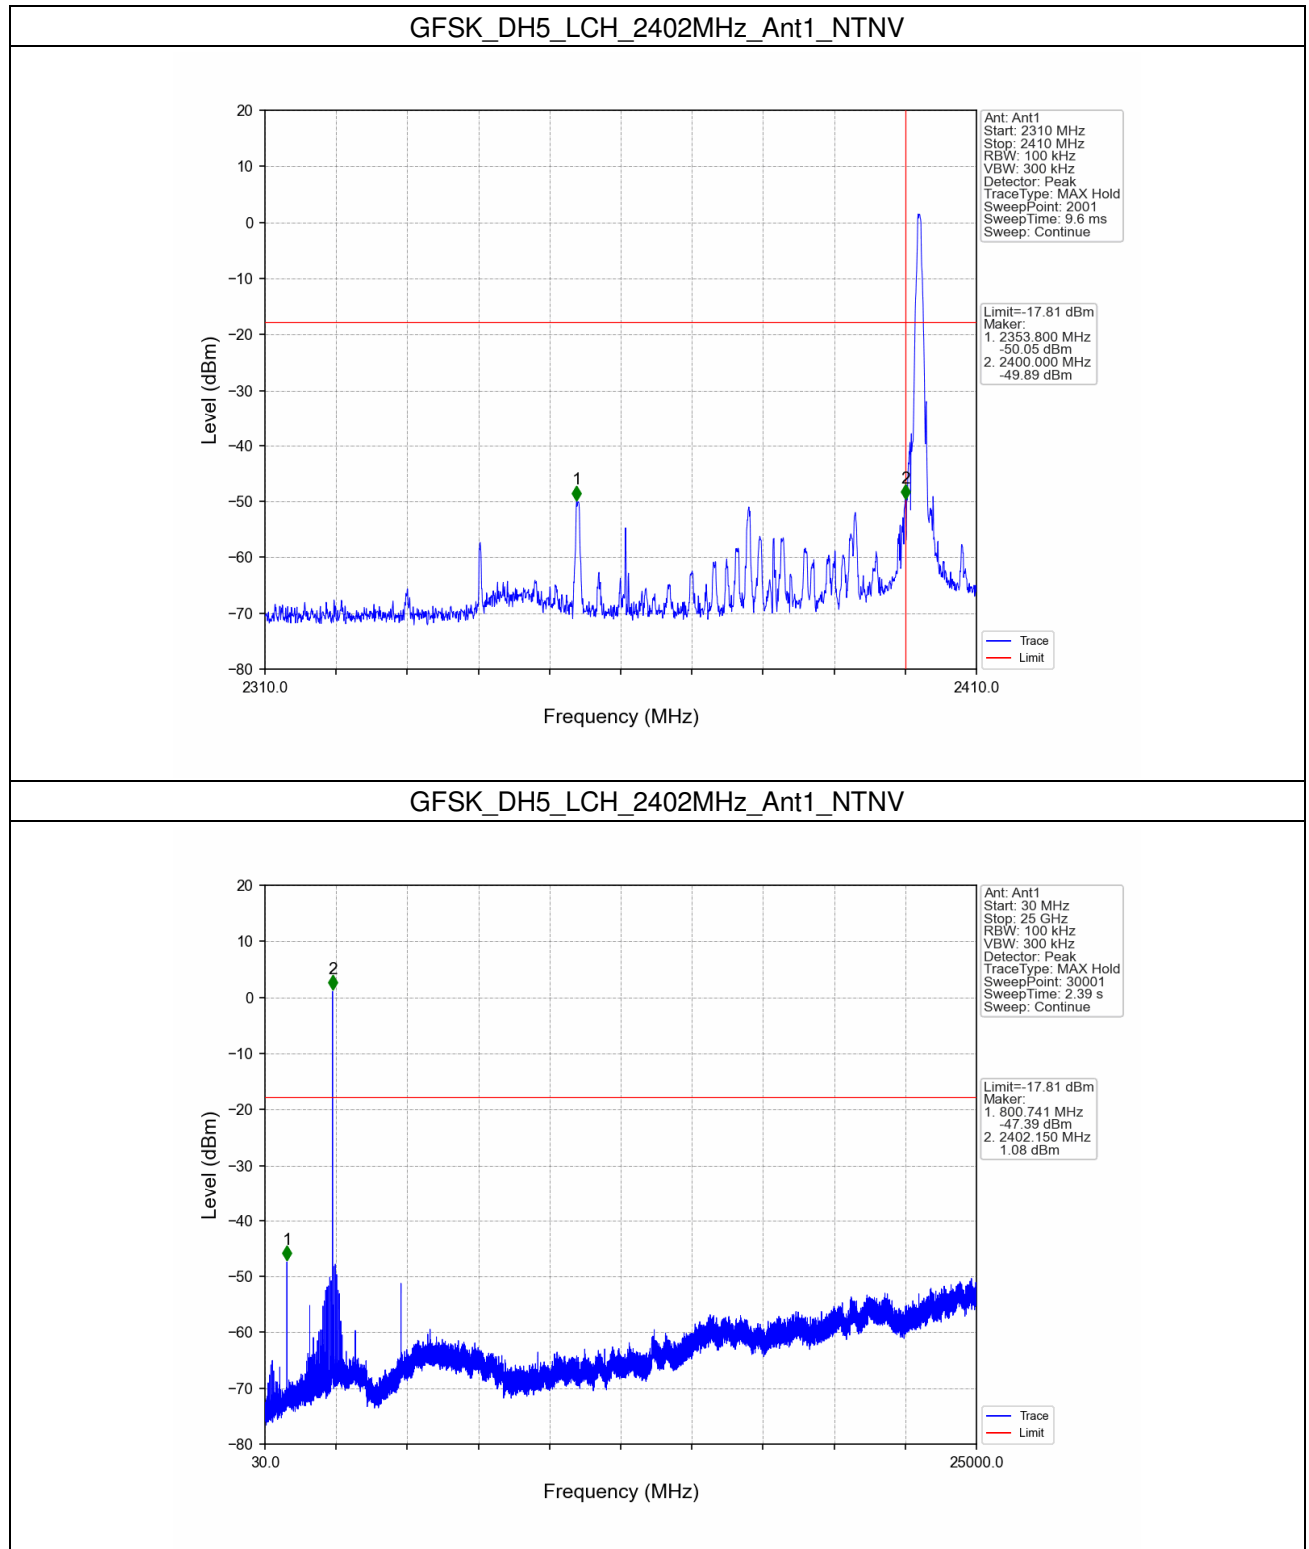 GFSK_DH5_LCH_2402MHz_Ant1_NTNV
20
10
0
−10
−20
−30
−40
−50
−60
−70
−80
Level (dBm)
1
2
2310.0
2410.0
Frequency (MHz)
Ant: Ant1
Start: 2310 MHz
Stop: 2410 MHz
RBW: 100 kHz
VBW: 300 kHz
Detector: Peak
TraceType: MAX Hold
SweepPoint: 2001
SweepTime: 9.6 ms
Sweep: Continue
Limit=-17.81 dBm
Maker:
1. 2353.800 MHz
-50.05 dBm
2. 2400.000 MHz
-49.89 dBm
Trace
Limit
GFSK_DH5_LCH_2402MHz_Ant1_NTNV
20
10
0
−10
−20
−30
−40
−50
−60
−70
−80
Level (dBm)
1
2
30.0
25000.0
Frequency (MHz)
Ant: Ant1
Start: 30 MHz
Stop: 25 GHz
RBW: 100 kHz
VBW: 300 kHz
Detector: Peak
TraceType: MAX Hold
SweepPoint: 30001
SweepTime: 2.39 s
Sweep: Continue
Limit=-17.81 dBm
Maker:
1. 800.741 MHz
-47.39 dBm
2. 2402.150 MHz
1.08 dBm
Trace
Limit